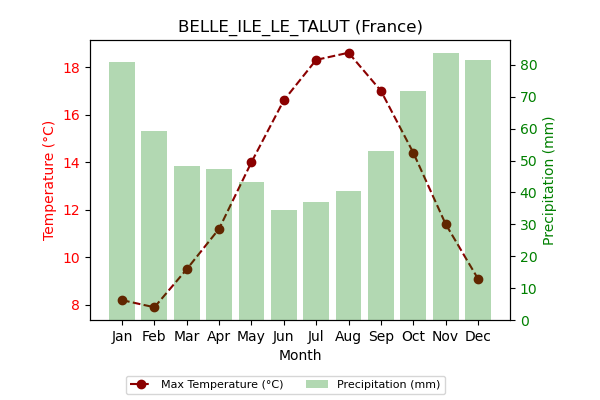 BELLE_ILE_LE_TALUT (France)
Temperature (°C)
18
16
14
12
10
8
80
70
60
50
40
30
20
10
0
Precipitation (mm)
Jan Feb Mar Apr May Jun Jul Aug Sep Oct Nov Dec
Month
Max Temperature (°C) Precipitation (mm)